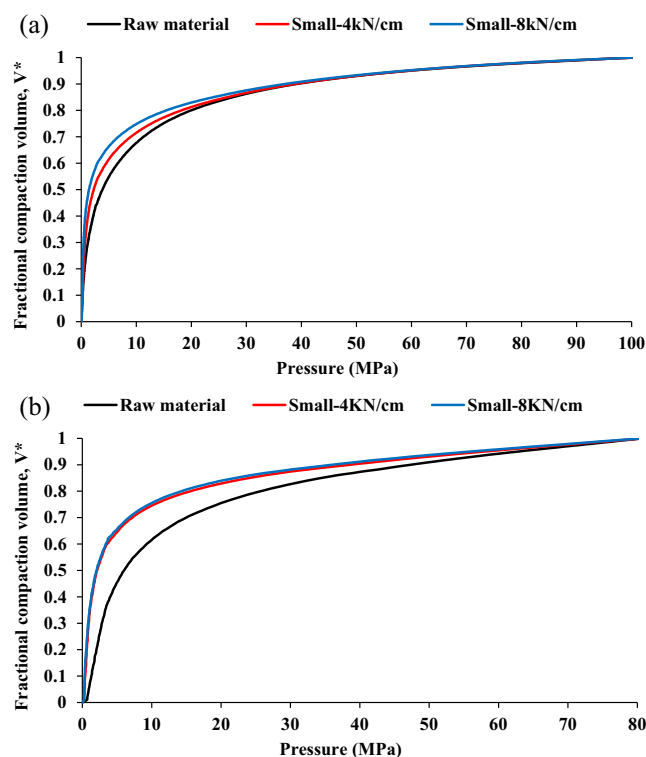 (a)
Raw material Small-4kN/cm Small-8kN/cm
Fractional compaction volume, V*
1
0.9
0.8
0.7
0.6
0.5
0.4
0.3
0.2
0.1
0
0 10 20 30 40 50 60 70 80 90 100
Pressure (MPa)
(b)
Raw material Small-4KN/cm Small-8KN/cm
Fractional compaction volume, V*
1
0.9
0.8
0.7
0.6
0.5
0.4
0.3
0.2
0.1
0
0 10 20 30 40 50 60 70 80
Pressure (MPa)